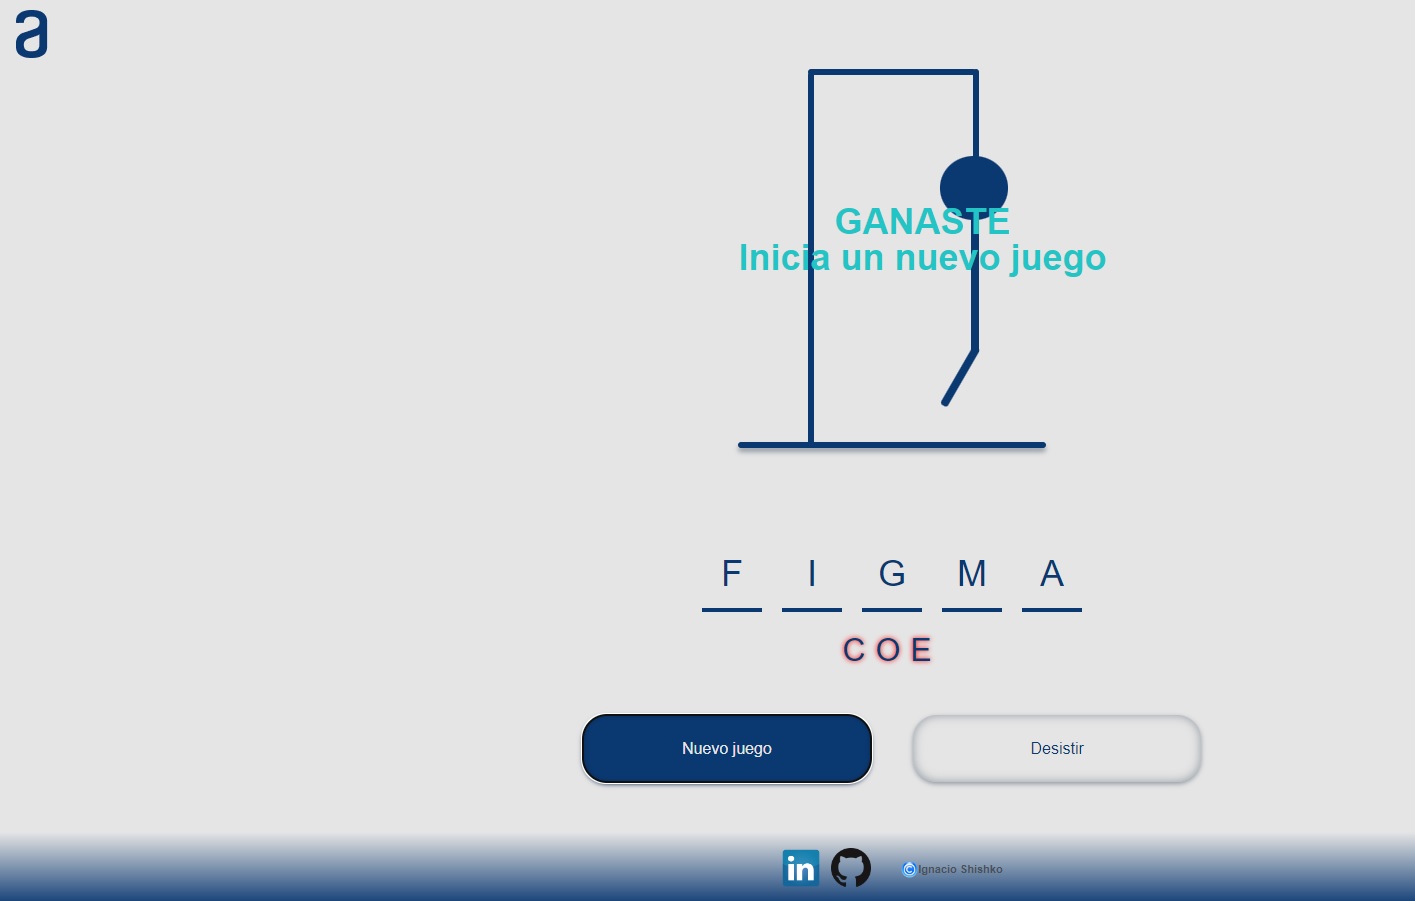 a
GANASTE
Inicia un nuevo juego
F I G M A
C O E
Nuevo juego
Desistir
in
© Ignacio Shishko